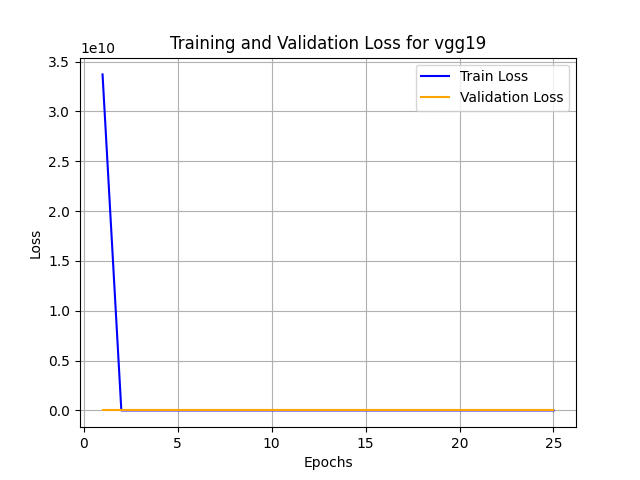 Training and Validation Loss for vgg19
1e10
3.5
3.0
2.5
2.0
1.5
1.0
0.5
0.0
Loss
Train Loss
Validation Loss
0 5 10 15 20 25
Epochs